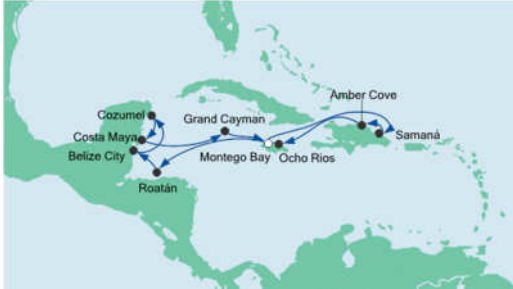 Amber Cove
Cozumel
Grand Cayman
Costa Maya
Samaná
Belize City
Montego Bay
Ocho Rios
Roatán